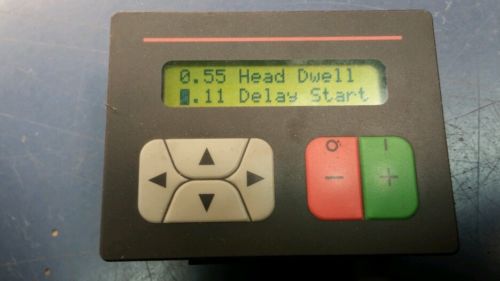 0.55 Head Dwell
.11 Delay Start
− +